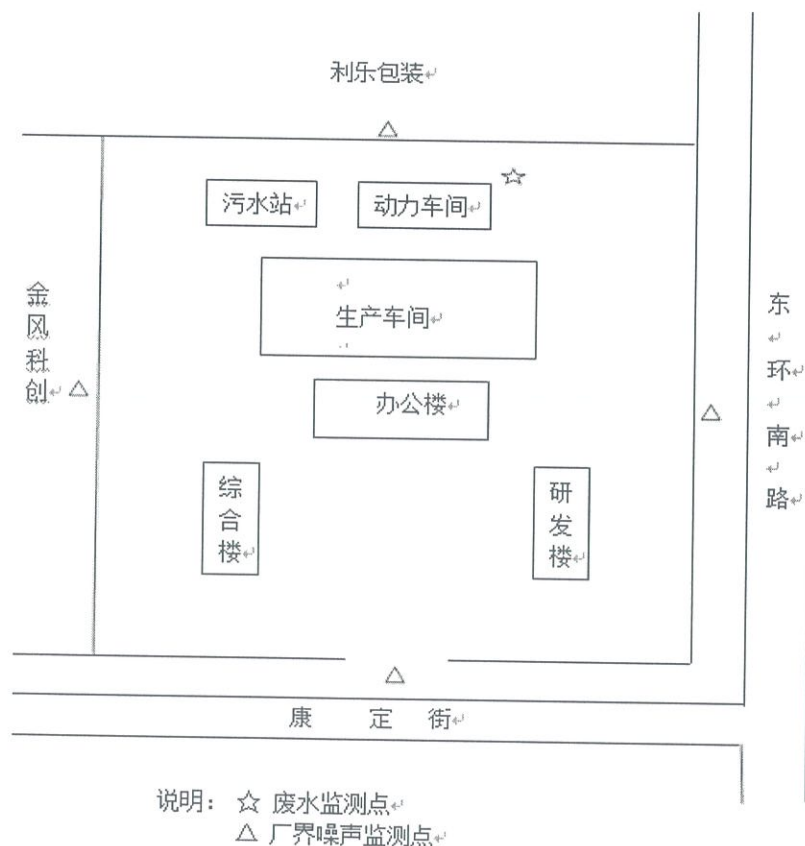 利乐包装
污水站
动力车间
金风科创
生产车间
东环南路
办公楼
综合楼
研发楼
康定街
说明：☆ 废水监测点
△ 厂界噪声监测点